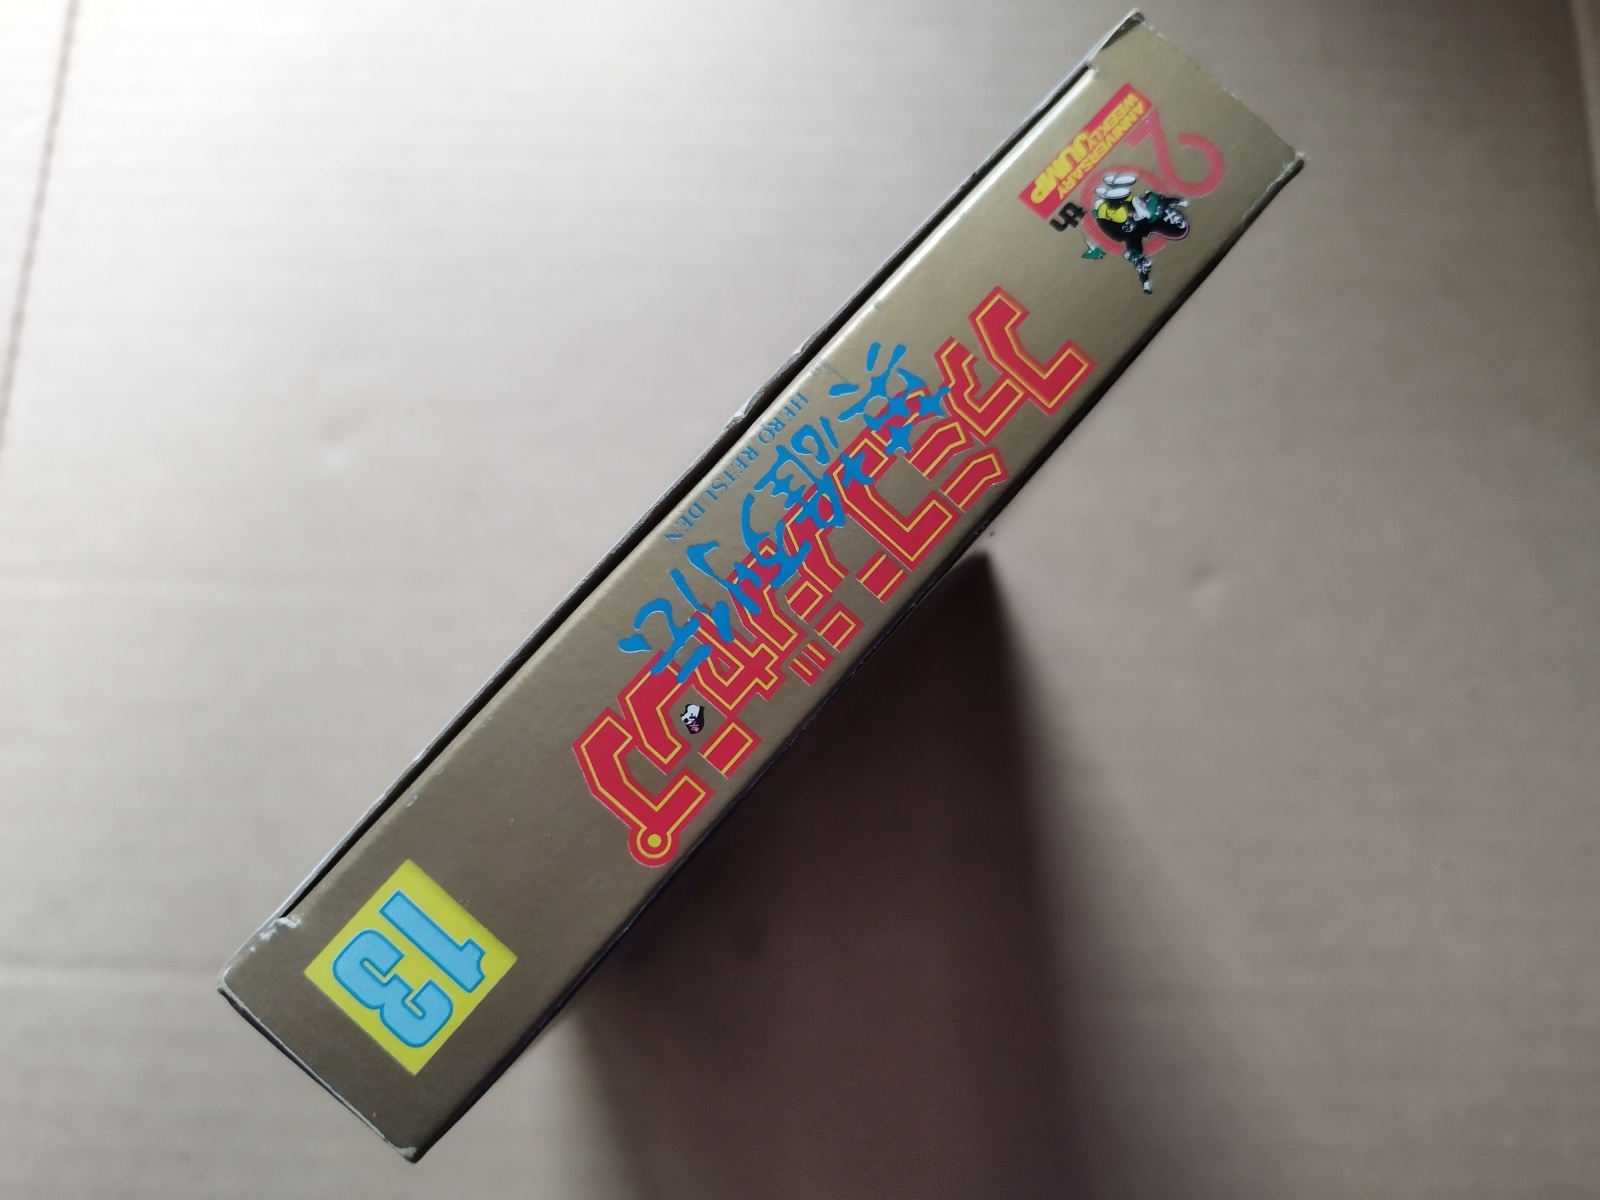 20th
ANNIVERSARY
WEEKLY JUMP
ファミコンジャンプ
英雄列伝
HERO RETSUDEN
13